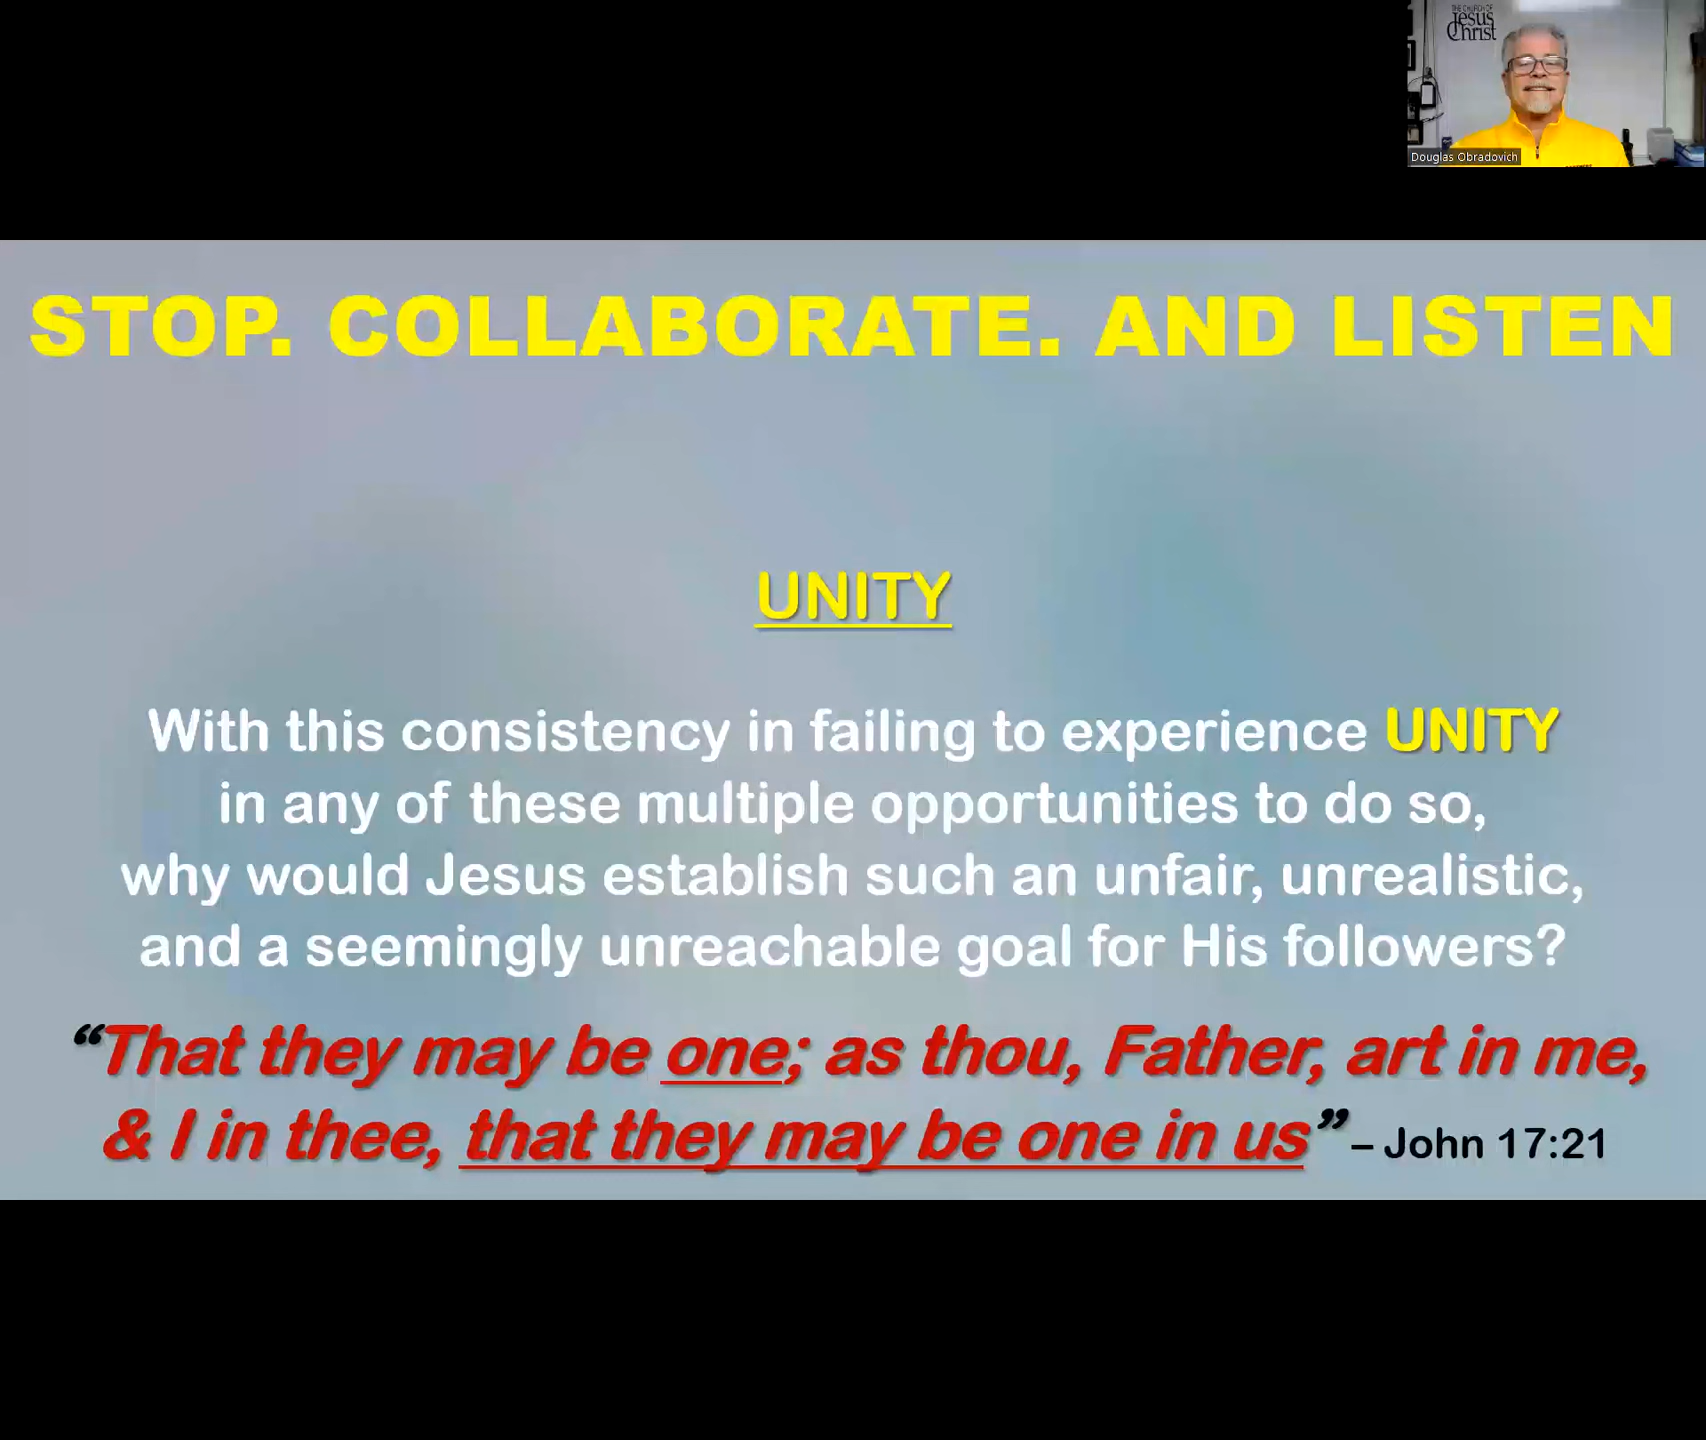 THE CHURCH OF
Jesus
Christ
Douglas Obradovich
STOP. COLLABORATE. AND LISTEN
UNITY
With this consistency in failing to experience UNITY
in any of these multiple opportunities to do so,
why would Jesus establish such an unfair, unrealistic,
and a seemingly unreachable goal for His followers?
“That they may be one; as thou, Father, art in me,
& I in thee, that they may be one in us” – John 17:21